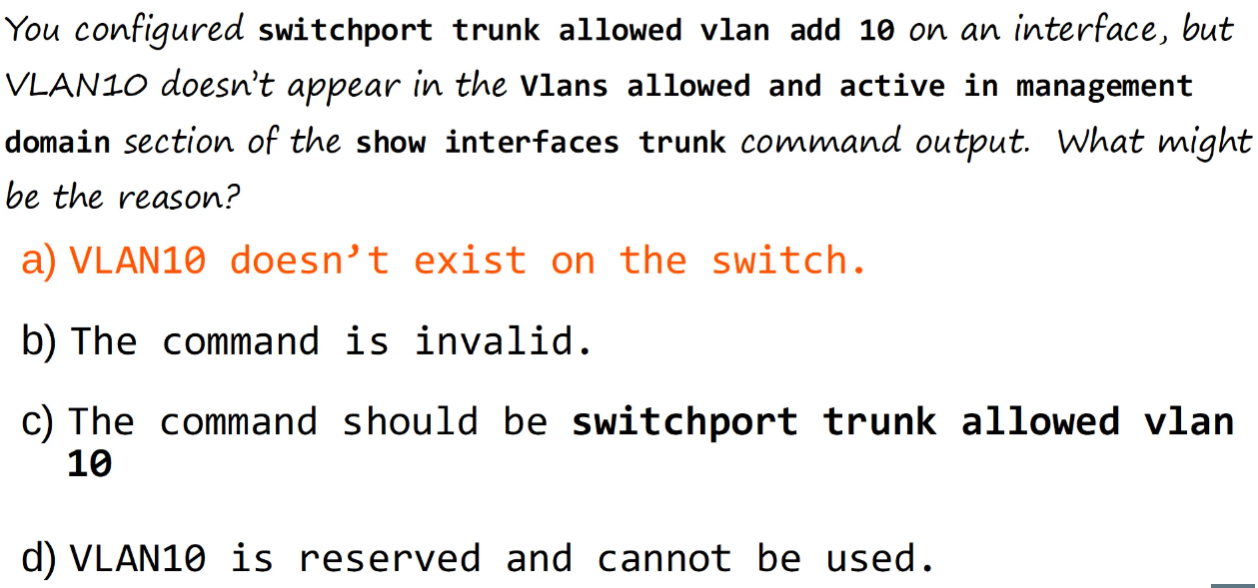 You configured switchport trunk allowed vlan add 10 on an interface, but
VLAN10 doesn't appear in the Vlans allowed and active in management
domain section of the show interfaces trunk command output. What might
be the reason?
a) VLAN10 doesn't exist on the switch.
b) The command is invalid.
c) The command should be switchport trunk allowed vlan
10
d) VLAN10 is reserved and cannot be used.